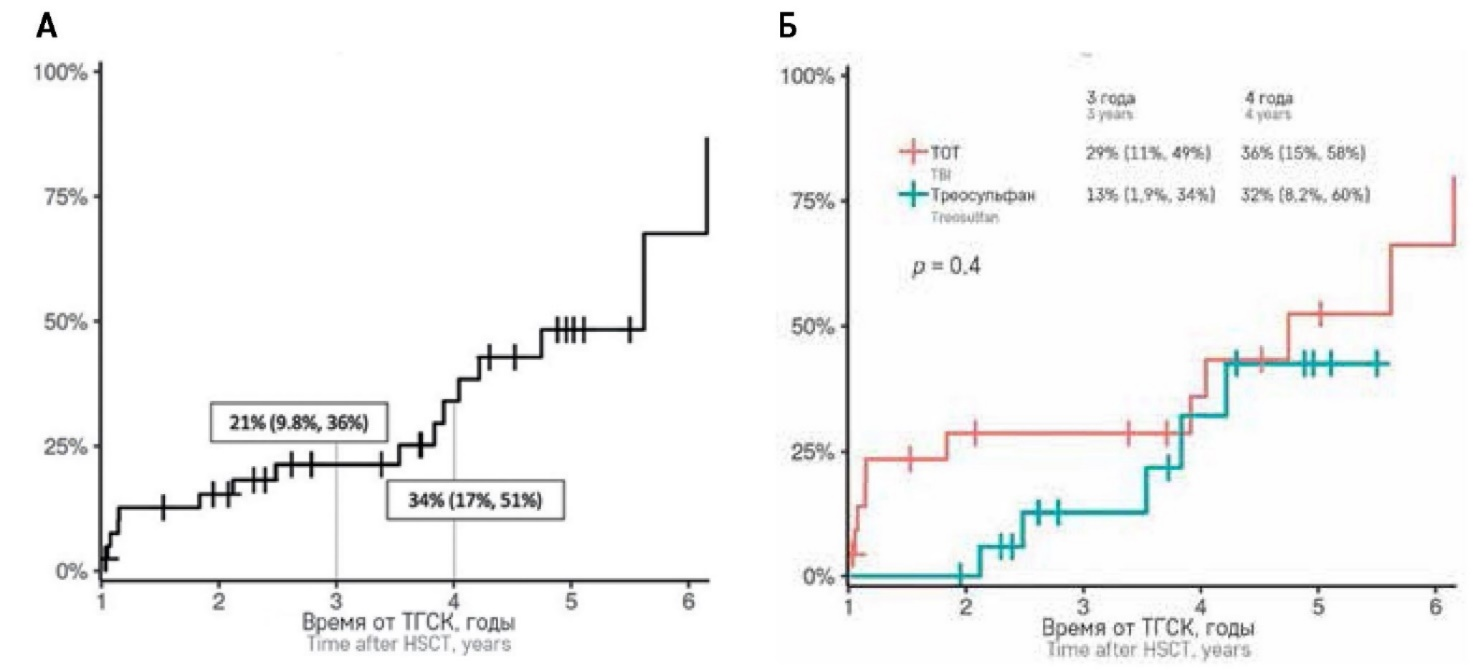 А
100%
75%
50%
25%
0%
21% (9.8%, 36%)
34% (17%, 51%)
1 2 3 4 5 6
Время от ТГСК, годы
Time after HSCT, years
Б
100%
75%
50%
25%
0%
3 года 4 года
3 years 4 years
ТОТ 29% (11%, 49%) 36% (15%, 58%)
TBI
Треосульфан 13% (1,9%, 34%) 32% (8.2%, 60%)
Treosulfan
p = 0.4
1 2 3 4 5 6
Время от ТГСК, годы
Time after HSCT, years